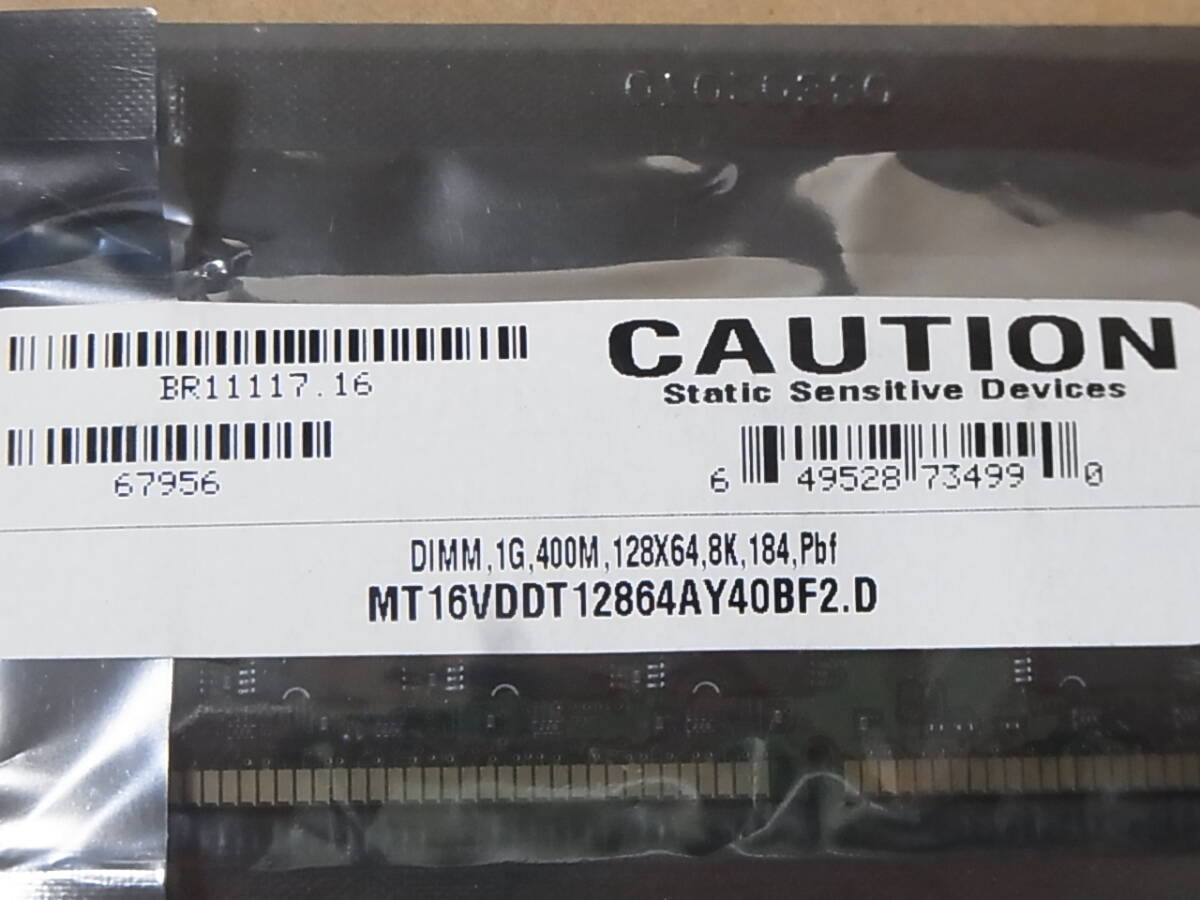 BR11117.16
67956
CAUTION
Static Sensitive Devices
6 49528 73499 0
DIMM,1G,400M,128X64,8K,184,Pbf
MT16VDDT12864AY40BF2.D